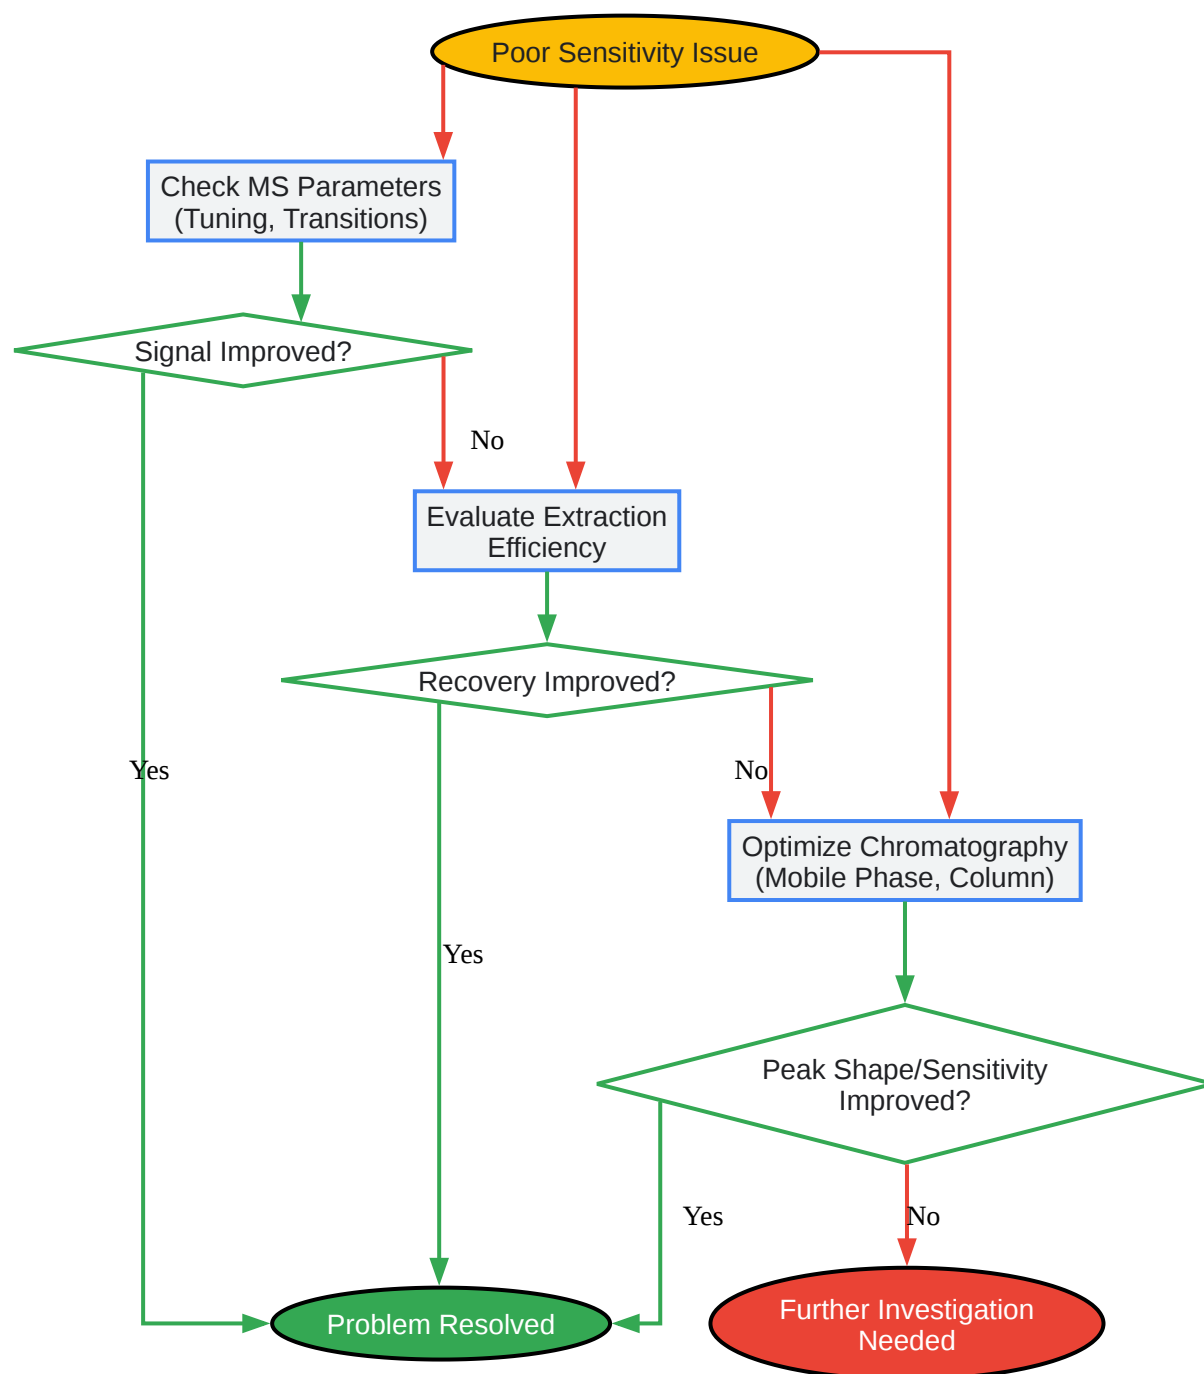 Poor Sensitivity Issue
Check MS Parameters
(Tuning, Transitions)
Signal Improved?
No
Evaluate Extraction
Efficiency
Recovery Improved?
Yes
No
Optimize Chromatography
(Mobile Phase, Column)
Yes
Peak Shape/Sensitivity
Improved?
Yes
No
Problem Resolved
Further Investigation
Needed